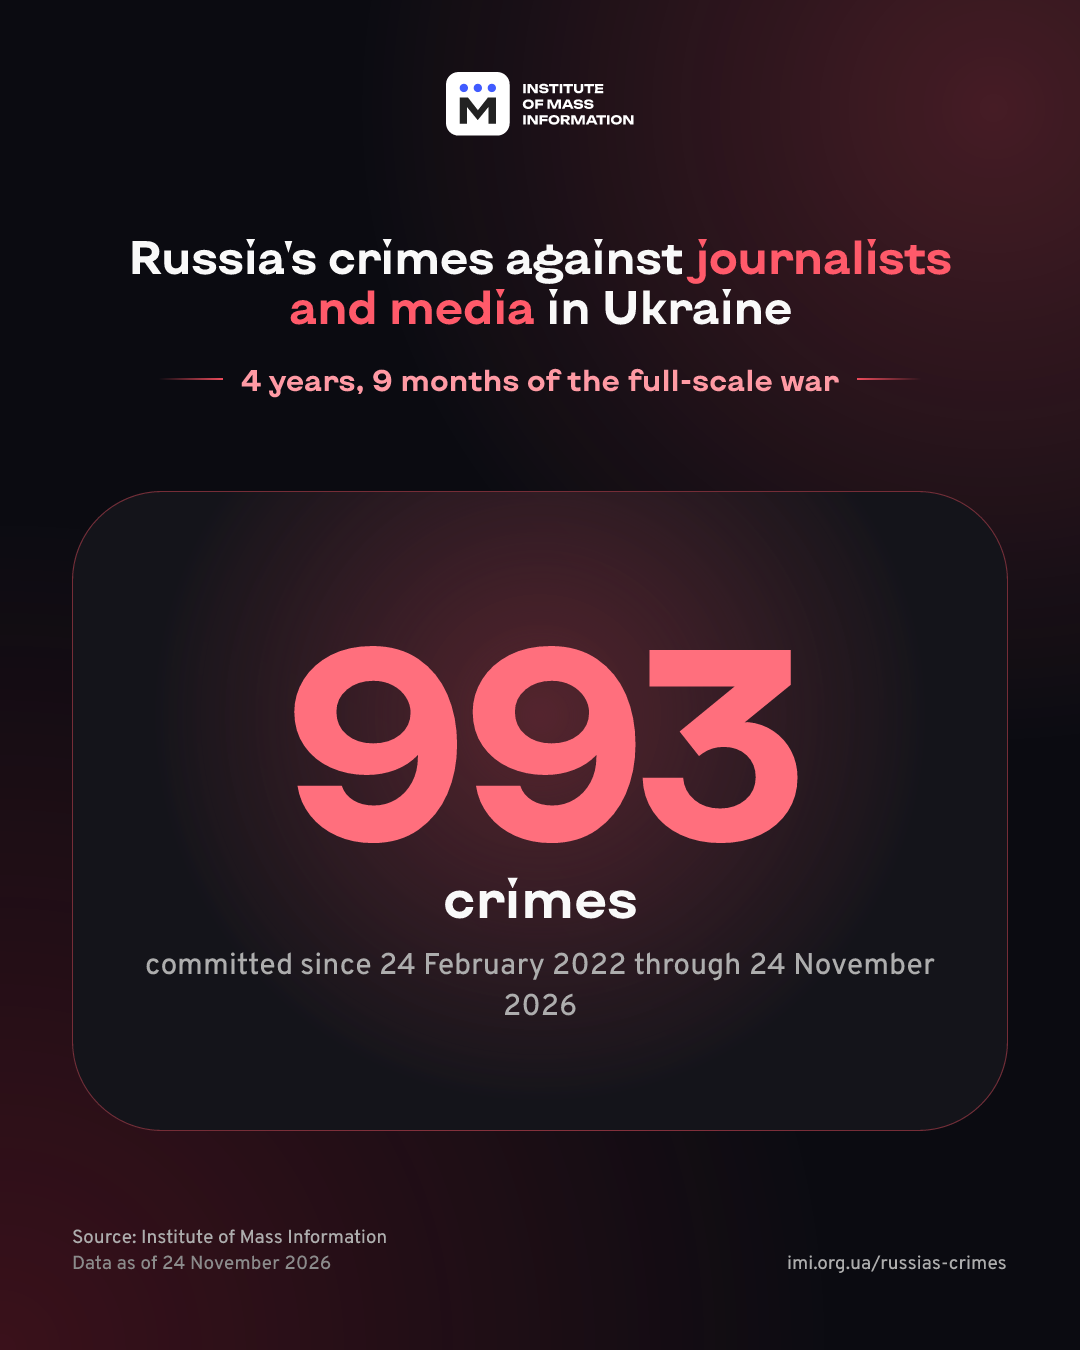 M
INSTITUTE
OF MASS
INFORMATION
Russia's crimes against journalists
and media in Ukraine
4 years, 9 months of the full-scale war
993
crimes
committed since 24 February 2022 through 24 November
2026
Source: Institute of Mass Information
Data as of 24 November 2026
imi.org.ua/russias-crimes